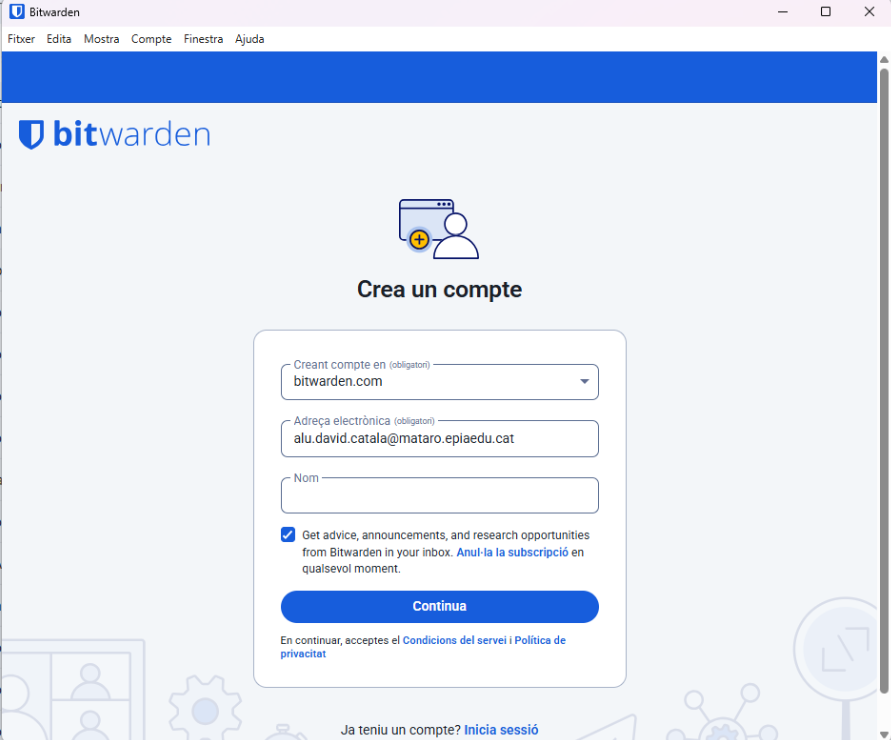 Bitwarden
Fitxer Edita Mostra Compte Finestra Ajuda
bitwarden
Crea un compte
Creant compte en (obligatori)
bitwarden.com
Adreça electrònica (obligatori)
alu.david.catala@mataro.epiaedu.cat
Nom
Get advice, announcements, and research opportunities
from Bitwarden in your inbox. Anul·la la subscripció en
qualsevol moment.
Continua
En continuar, acceptes el Condicions del servei i Política de
privacitat
Ja teniu un compte? Inicia sessió